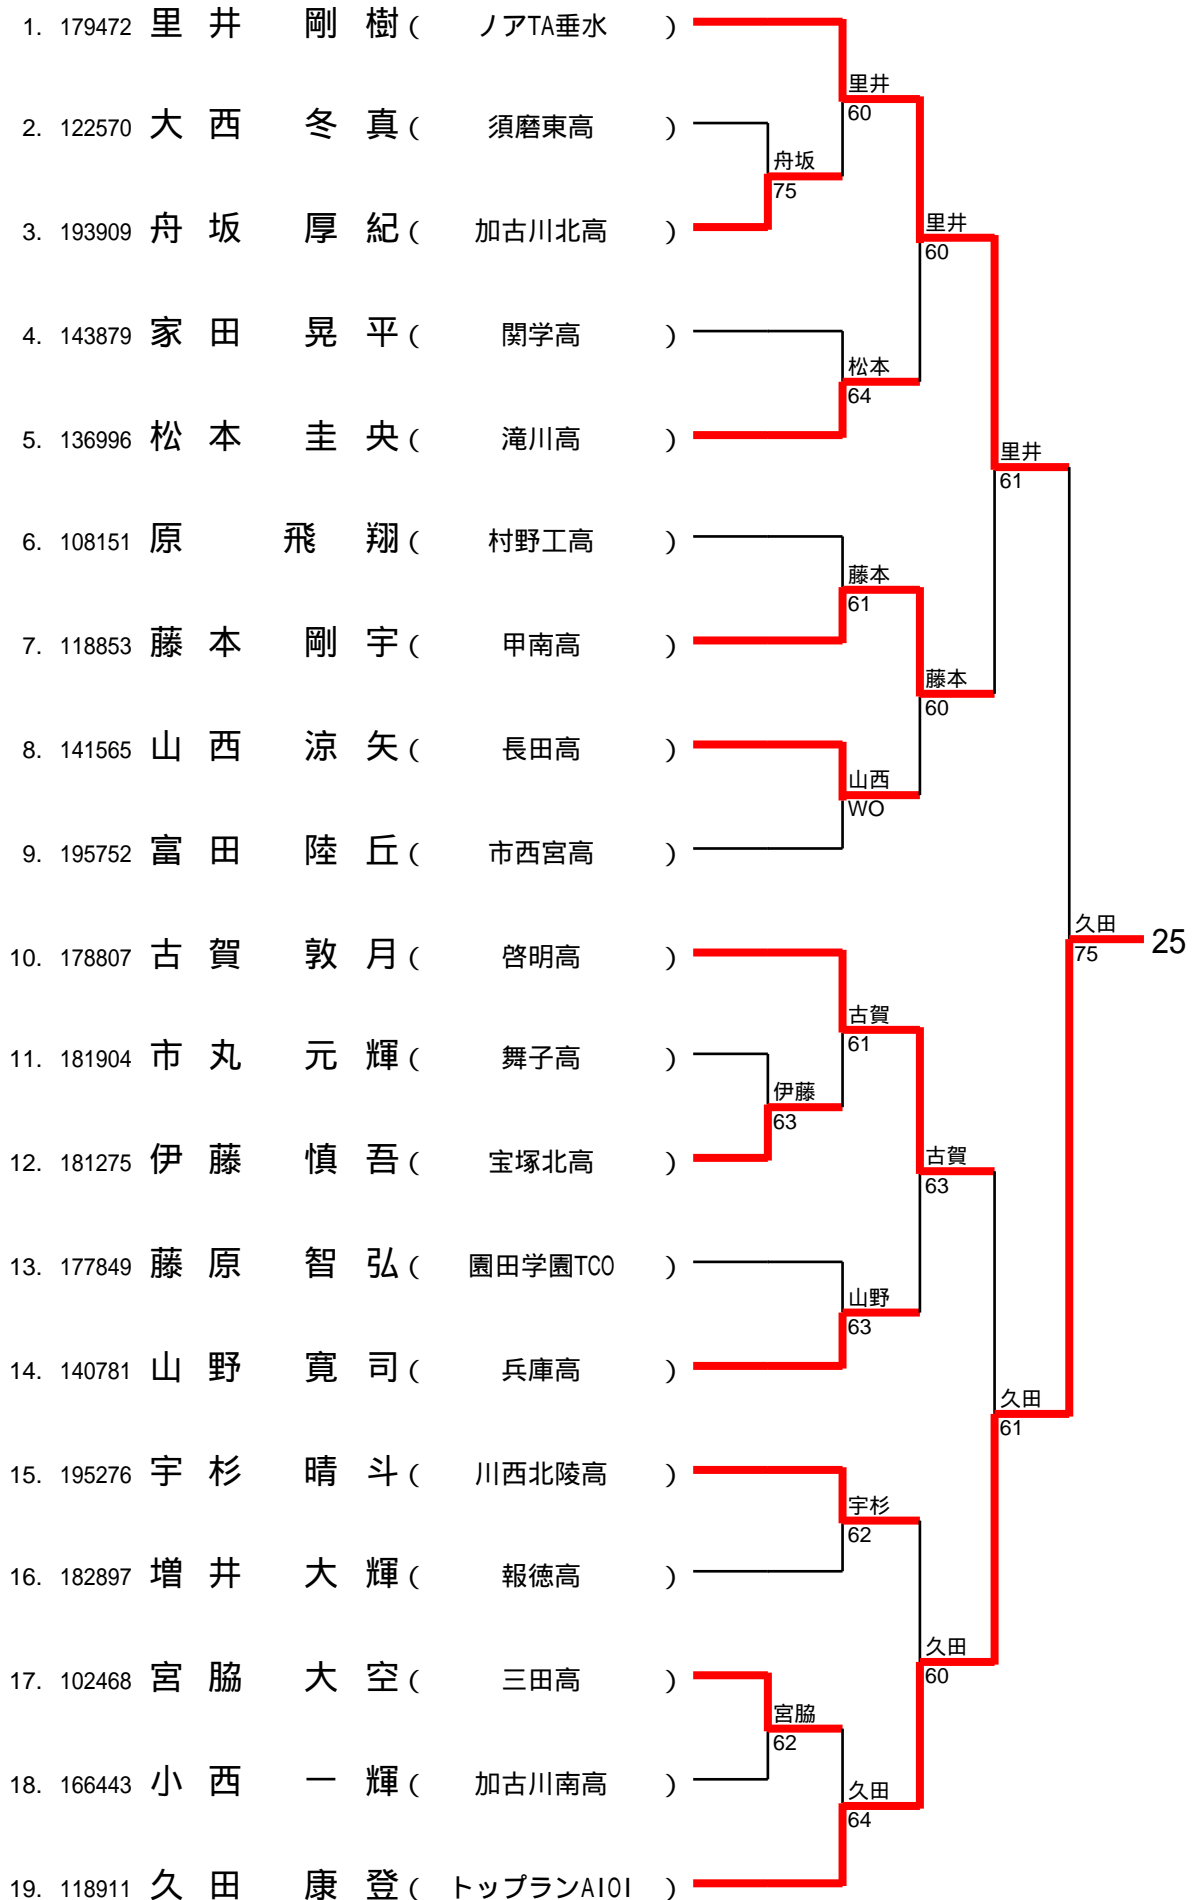 1. 179472 里 井 剛 樹 ( ノアTA垂水 )
里井
60
2. 122570 大 西 冬 真 ( 須磨東高 )
舟坂
75
3. 193909 舟 坂 厚 紀 ( 加古川北高 )
里井
60
4. 143879 家 田 晃 平 ( 関学高 )
松本
64
5. 136996 松 本 圭 央 ( 滝川高 )
里井
61
6. 108151 原 飛 翔 ( 村野工高 )
藤本
61
7. 118853 藤 本 剛 宇 ( 甲南高 )
藤本
60
8. 141565 山 西 涼 矢 ( 長田高 )
山西
WO
9. 195752 富 田 陸 丘 ( 市西宮高 )
久田
75
25
10. 178807 古 賀 敦 月 ( 啓明高 )
古賀
61
11. 181904 市 丸 元 輝 ( 舞子高 )
伊藤
63
12. 181275 伊 藤 慎 吾 ( 宝塚北高 )
古賀
63
13. 177849 藤 原 智 弘 ( 園田学園TCO )
山野
63
14. 140781 山 野 寛 司 ( 兵庫高 )
久田
61
15. 195276 宇 杉 晴 斗 ( 川西北陵高 )
宇杉
62
16. 182897 増 井 大 輝 ( 報徳高 )
久田
60
17. 102468 宮 脇 大 空 ( 三田高 )
宮脇
62
18. 166443 小 西 一 輝 ( 加古川南高 )
久田
64
19. 118911 久 田 康 登 ( トップランAIOI )